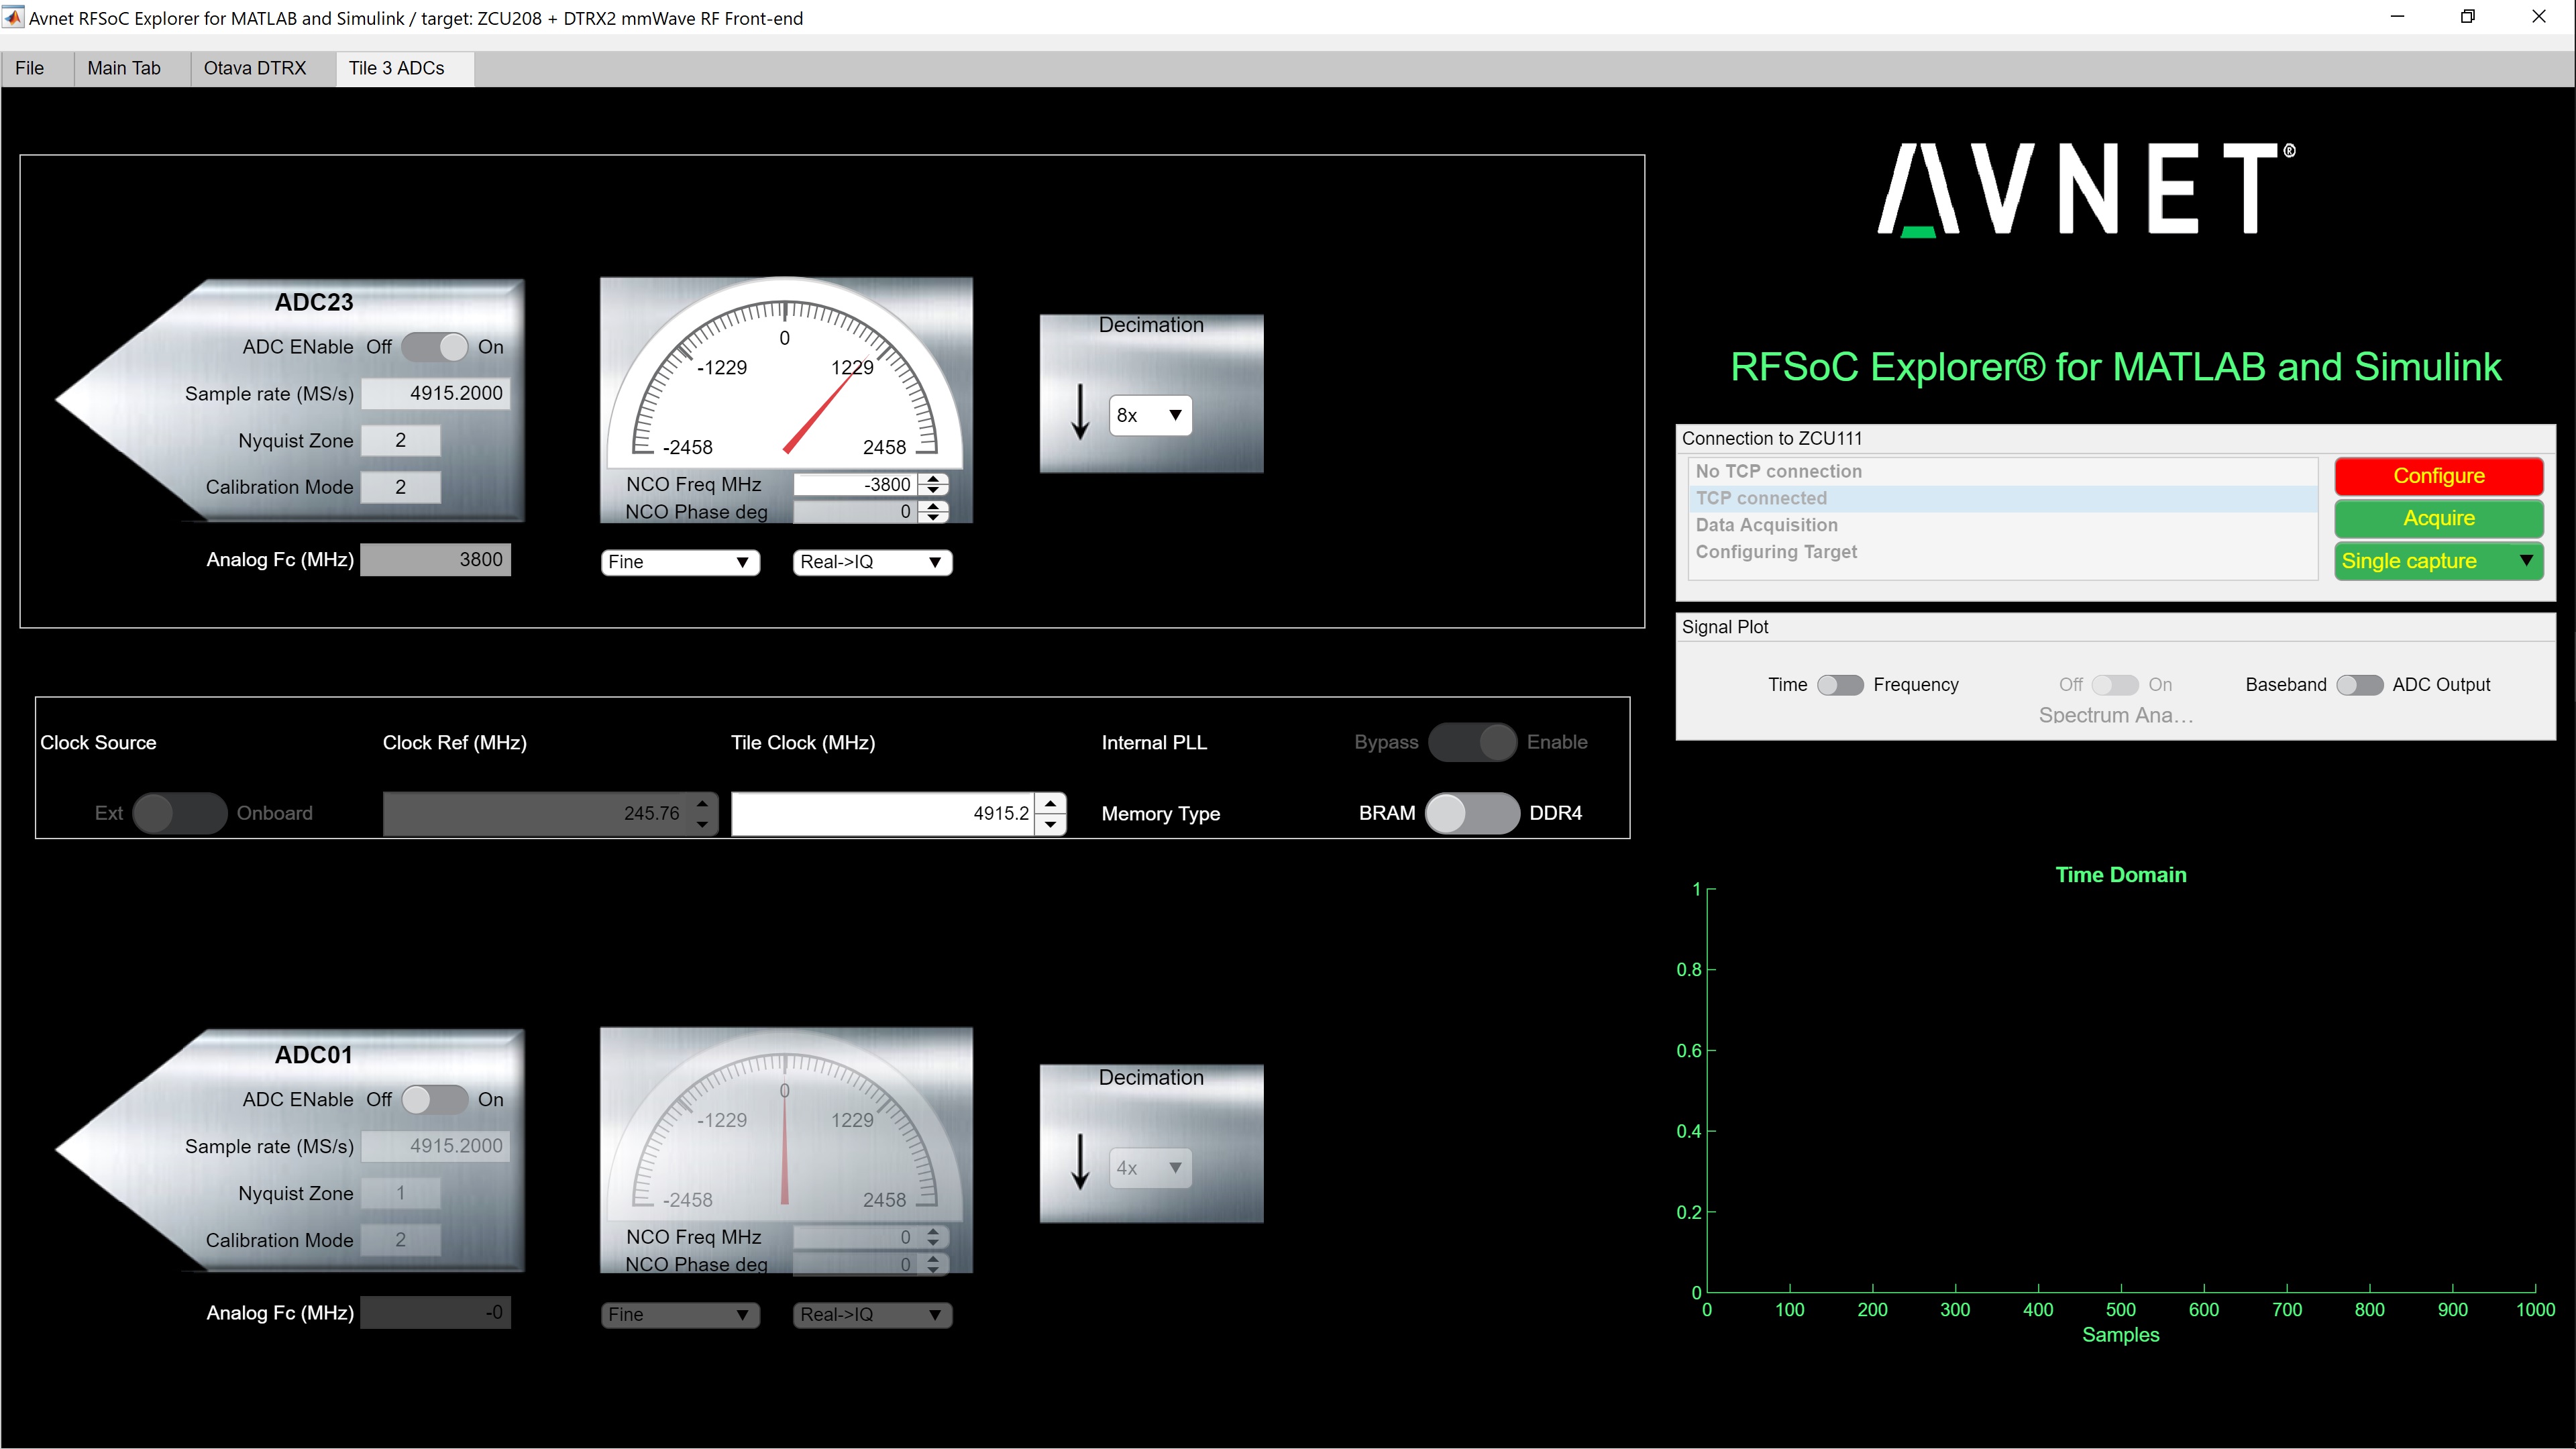 Avnet RFSoC Explorer for MATLAB and Simulink / target: ZCU208 + DTRX2 mmWave RF Front-end
File Main Tab Otava DTRX Tile 3 ADCs
ADC23
ADC ENable Off On
Sample rate (MS/s) 4915.2000
Nyquist Zone 2
Calibration Mode 2
Analog Fc (MHz) 3800
0
-1229 1229
-2458 2458
NCO Freq MHz -3800
NCO Phase deg 0
Fine Real->IQ
Decimation
8x
AVNET®
RFSoC Explorer® for MATLAB and Simulink
Connection to ZCU111
No TCP connection
TCP connected
Data Acquisition
Configuring Target
Configure
Acquire
Single capture
Signal Plot
Time Frequency Off On Baseband ADC Output
Spectrum Ana…
Clock Source Clock Ref (MHz) Tile Clock (MHz) Internal PLL Bypass Enable
Ext Onboard 245.76 4915.2 Memory Type BRAM DDR4
ADC01
ADC ENable Off On
Sample rate (MS/s) 4915.2000
Nyquist Zone 1
Calibration Mode 2
Analog Fc (MHz) -0
0
-1229 1229
-2458 2458
NCO Freq MHz 0
NCO Phase deg 0
Fine Real->IQ
Decimation
4x
Time Domain
1
0.8
0.6
0.4
0.2
0
0 100 200 300 400 500 600 700 800 900 1000
Samples